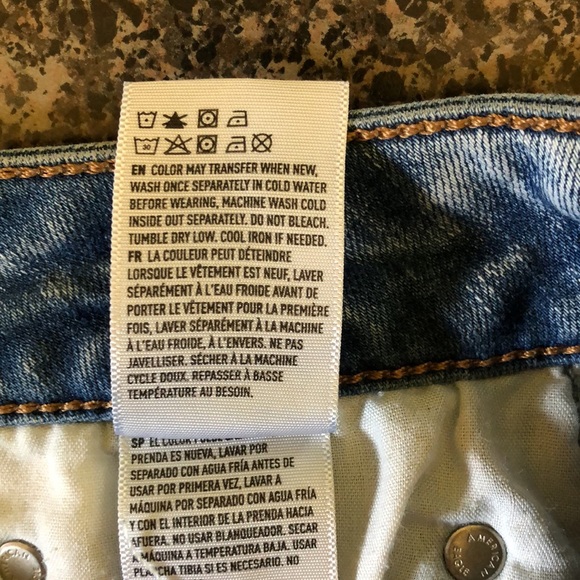 30
EN COLOR MAY TRANSFER WHEN NEW,
WASH ONCE SEPARATELY IN COLD WATER
BEFORE WEARING, MACHINE WASH COLD
INSIDE OUT SEPARATELY. DO NOT BLEACH.
TUMBLE DRY LOW. COOL IRON IF NEEDED.
FR LA COULEUR PEUT DÉTEINDRE
LORSQUE LE VÊTEMENT EST NEUF, LAVER
SÉPARÉMENT À L'EAU FROIDE AVANT DE
PORTER LE VÊTEMENT POUR LA PREMIÈRE
FOIS, LAVER SÉPARÉMENT À LA MACHINE
À L'EAU FROIDE, À L'ENVERS. NE PAS
JAVELLISER. SÉCHER À LA MACHINE
CYCLE DOUX. REPASSER À BASSE
TEMPÉRATURE AU BESOIN.
SP EL COLOR PUEDE
PRENDA ES NUEVA, LAVAR POR
SEPARADO CON AGUA FRÍA ANTES DE
USAR POR PRIMERA VEZ, LAVAR A
MÁQUINA POR SEPARADO CON AGUA FRÍA
Y CON EL INTERIOR DE LA PRENDA HACIA
AFUERA. NO USAR BLANQUEADOR. SECAR
A MÁQUINA A TEMPERATURA BAJA. USAR
PLANCHA TIBIA SI ES NECESARIO. NO
AMERICAN
EAGLE